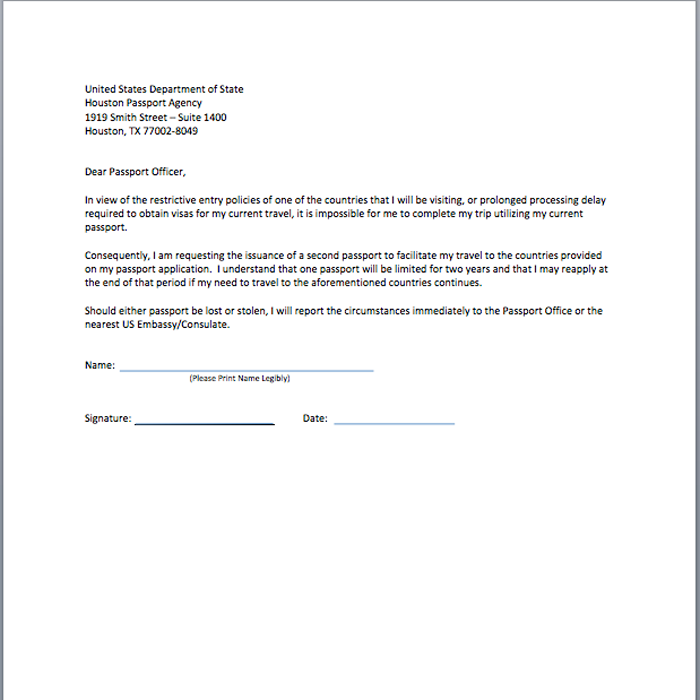 United States Department of State
Houston Passport Agency
1919 Smith Street – Suite 1400
Houston, TX 77002-8049
Dear Passport Officer,
In view of the restrictive entry policies of one of the countries that I will be visiting, or prolonged processing delay
required to obtain visas for my current travel, it is impossible for me to complete my trip utilizing my current
passport.
Consequently, I am requesting the issuance of a second passport to facilitate my travel to the countries provided
on my passport application.  I understand that one passport will be limited for two years and that I may reapply at
the end of that period if my need to travel to the aforementioned countries continues.
Should either passport be lost or stolen, I will report the circumstances immediately to the Passport Office or the
nearest US Embassy/Consulate.
Name:
(Please Print Name Legibly)
Signature: Date: